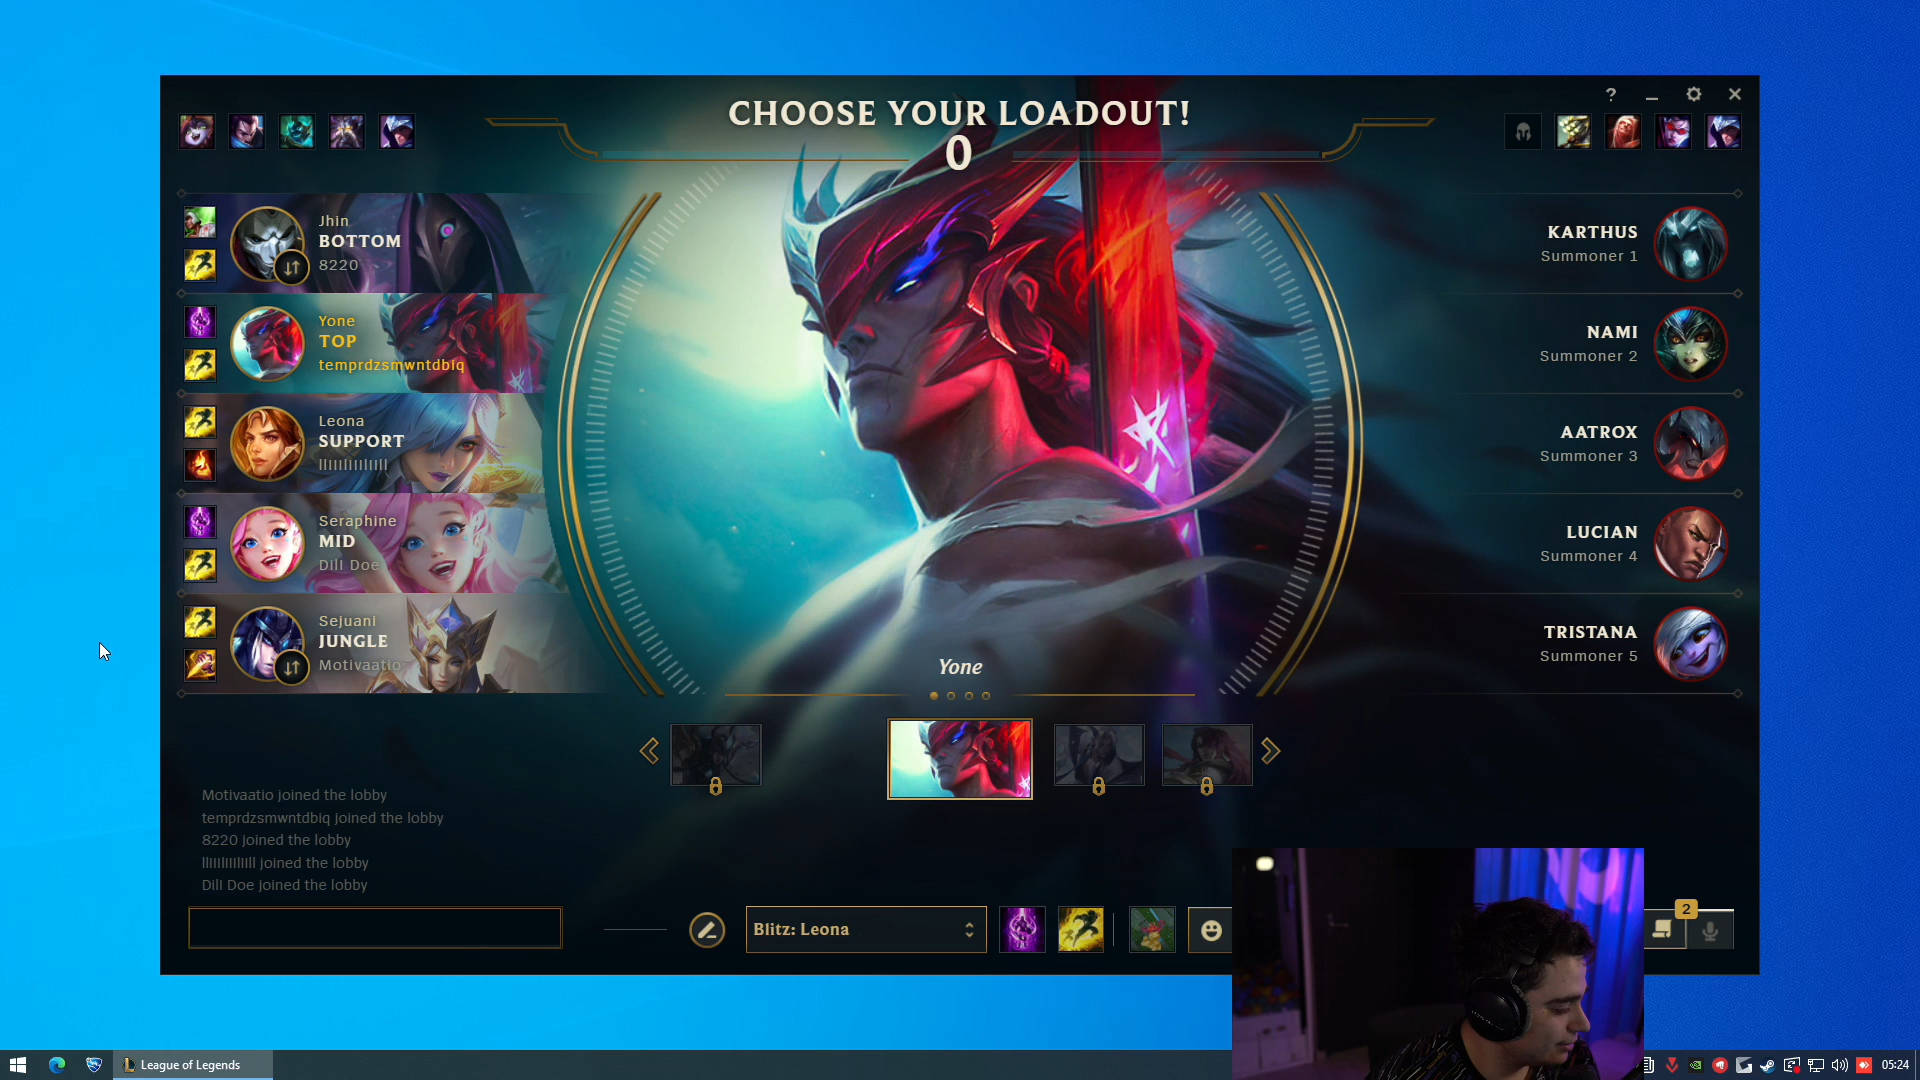 CHOOSE YOUR LOADOUT!
0
?
Jhin
BOTTOM
8220
Yone
TOP
temprdzsmwntdbiq
Leona
SUPPORT
Seraphine
MID
Dill Doe
Sejuani
JUNGLE
Motivaatio
KARTHUS
Summoner 1
NAMI
Summoner 2
AATROX
Summoner 3
LUCIAN
Summoner 4
TRISTANA
Summoner 5
Yone
Motivaatio joined the lobby
temprdzsmwntdbiq joined the lobby
8220 joined the lobby
joined the lobby
Dill Doe joined the lobby
Blitz: Leona
2
League of Legends
05:24